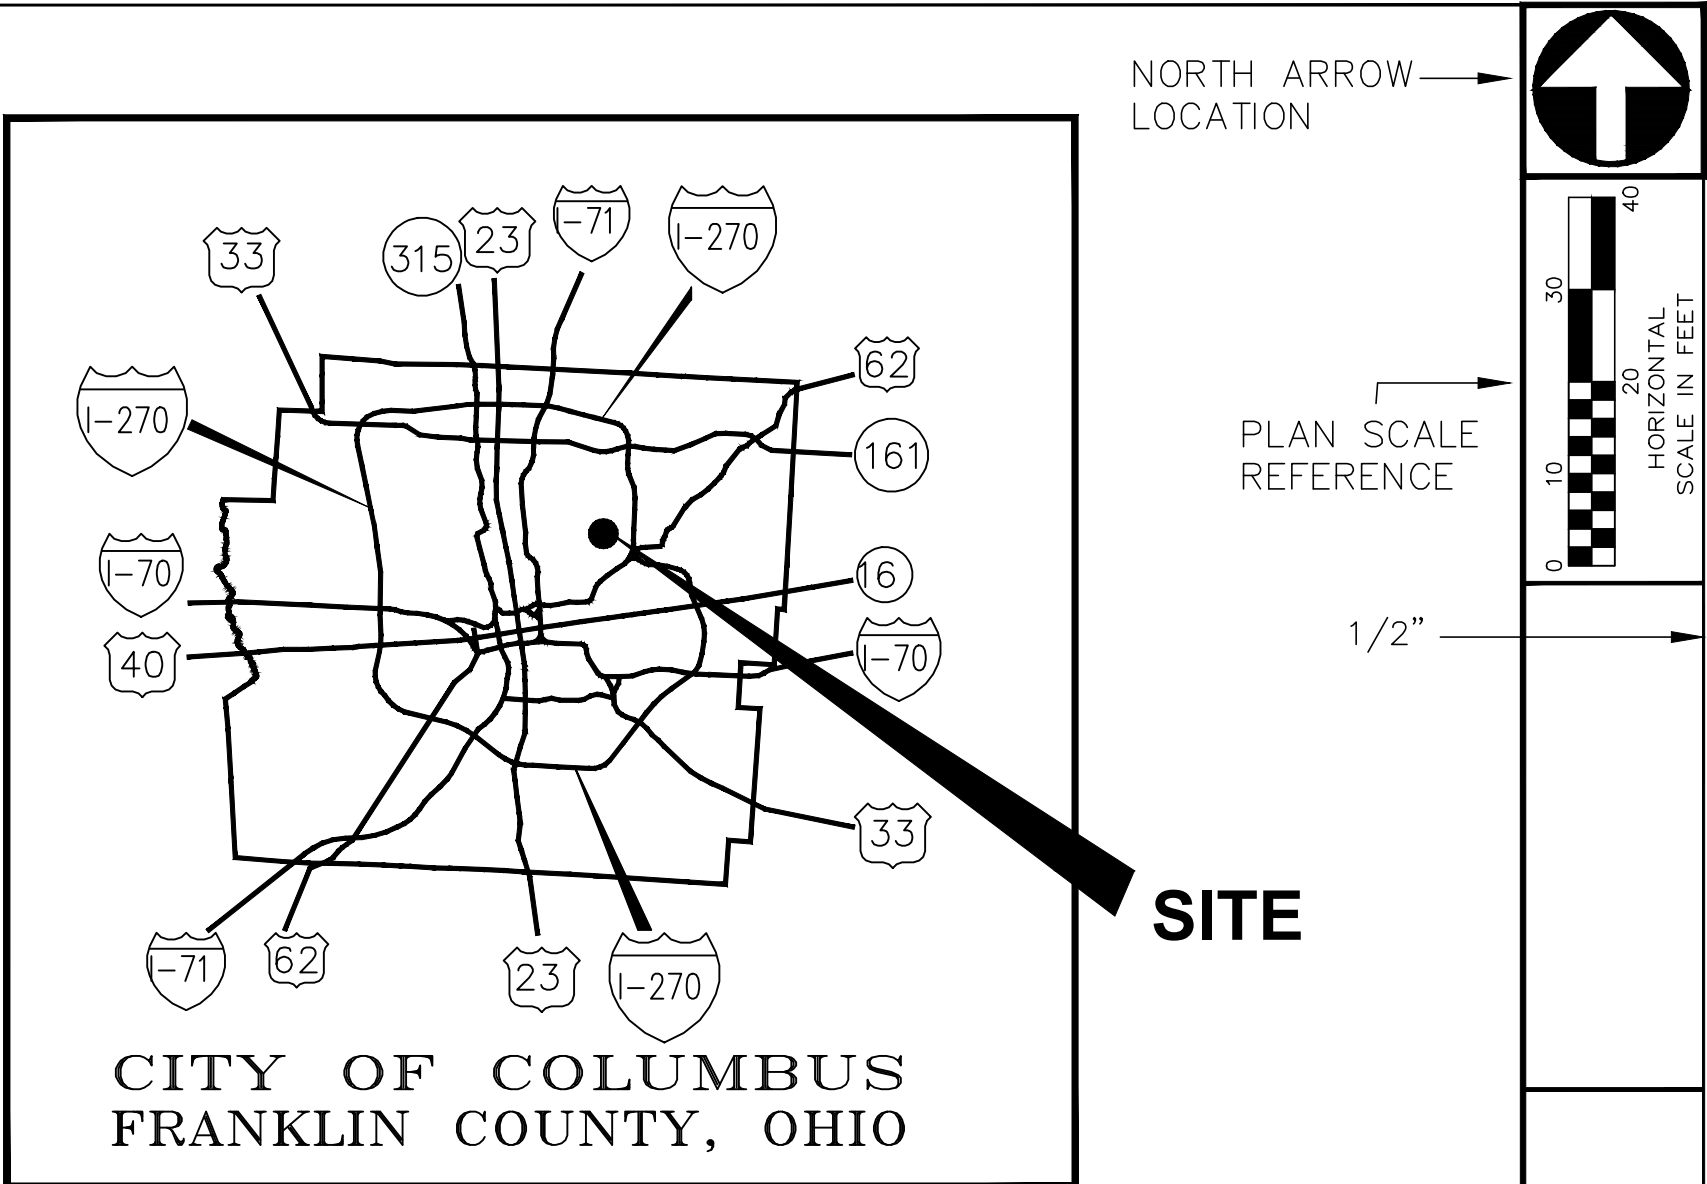 NORTH ARROW
LOCATION
33
315
23
I-71
I-270
62
I-270
161
PLAN SCALE
REFERENCE
40
30
20
10
0
HORIZONTAL
SCALE IN FEET
I-70
16
40
I-70
1/2”
33
SITE
I-71
62
23
I-270
CITY OF COLUMBUS
FRANKLIN COUNTY, OHIO